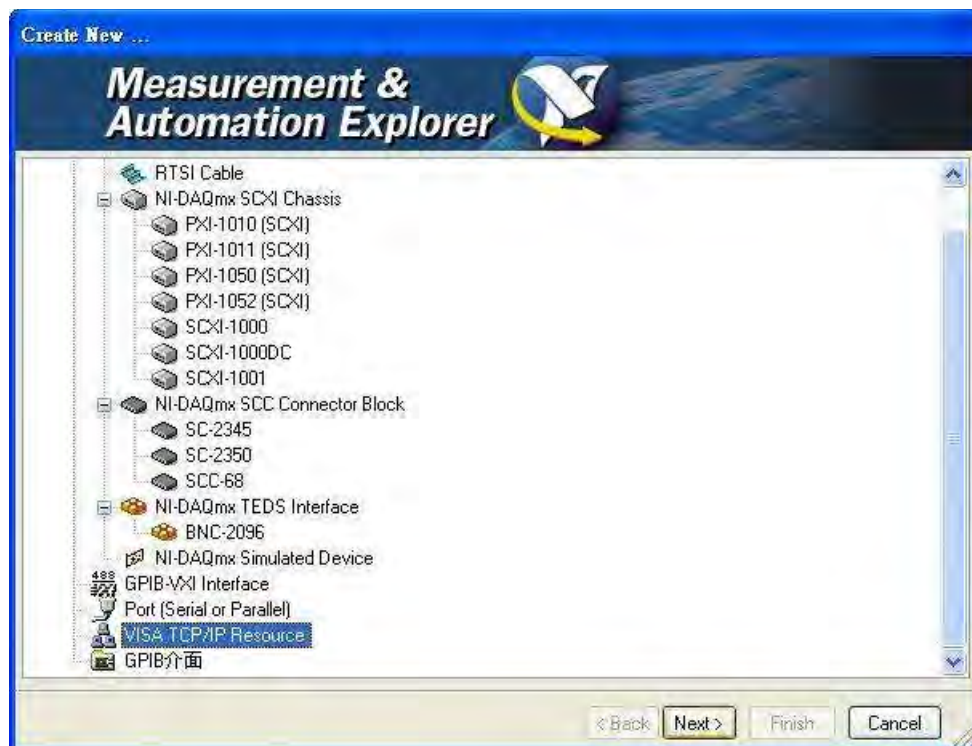 Create New ...
Measurement &
Automation Explorer
RTSI Cable
NI-DAQmx SCXI Chassis
PXI-1010 (SCXI)
PXI-1011 (SCXI)
PXI-1050 (SCXI)
PXI-1052 (SCXI)
SCXI-1000
SCXI-1000DC
SCXI-1001
NI-DAQmx SCC Connector Block
SC-2345
SC-2350
SCC-68
NI-DAQmx TEDS Interface
BNC-2096
NI-DAQmx Simulated Device
GPIB-VXI Interface
Port (Serial or Parallel)
VISA TCP/IP Resource
GPIB介面
< Back Next > Finish Cancel